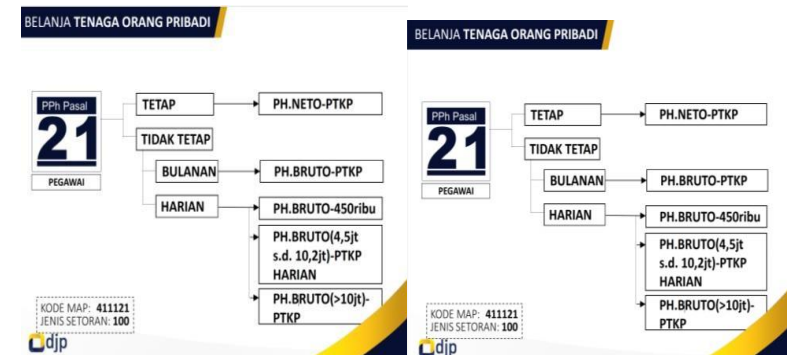 BELANJA TENAGA ORANG PRIBADI
PPh Pasal
21
PEGAWAI
TETAP
PH.NETO-PTKP
TIDAK TETAP
BULANAN
PH.BRUTO-PTKP
HARIAN
PH.BRUTO-450ribu
PH.BRUTO(4,5jt
s.d. 10,2jt)-PTKP
HARIAN
PH.BRUTO(>10jt)-
PTKP
KODE MAP: 411121
JENIS SETORAN: 100
djp
BELANJA TENAGA ORANG PRIBADI
PPh Pasal
21
PEGAWAI
TETAP
PH.NETO-PTKP
TIDAK TETAP
BULANAN
PH.BRUTO-PTKP
HARIAN
PH.BRUTO-450ribu
PH.BRUTO(4,5jt
s.d. 10,2jt)-PTKP
HARIAN
PH.BRUTO(>10jt)-
PTKP
KODE MAP: 411121
JENIS SETORAN: 100
djp